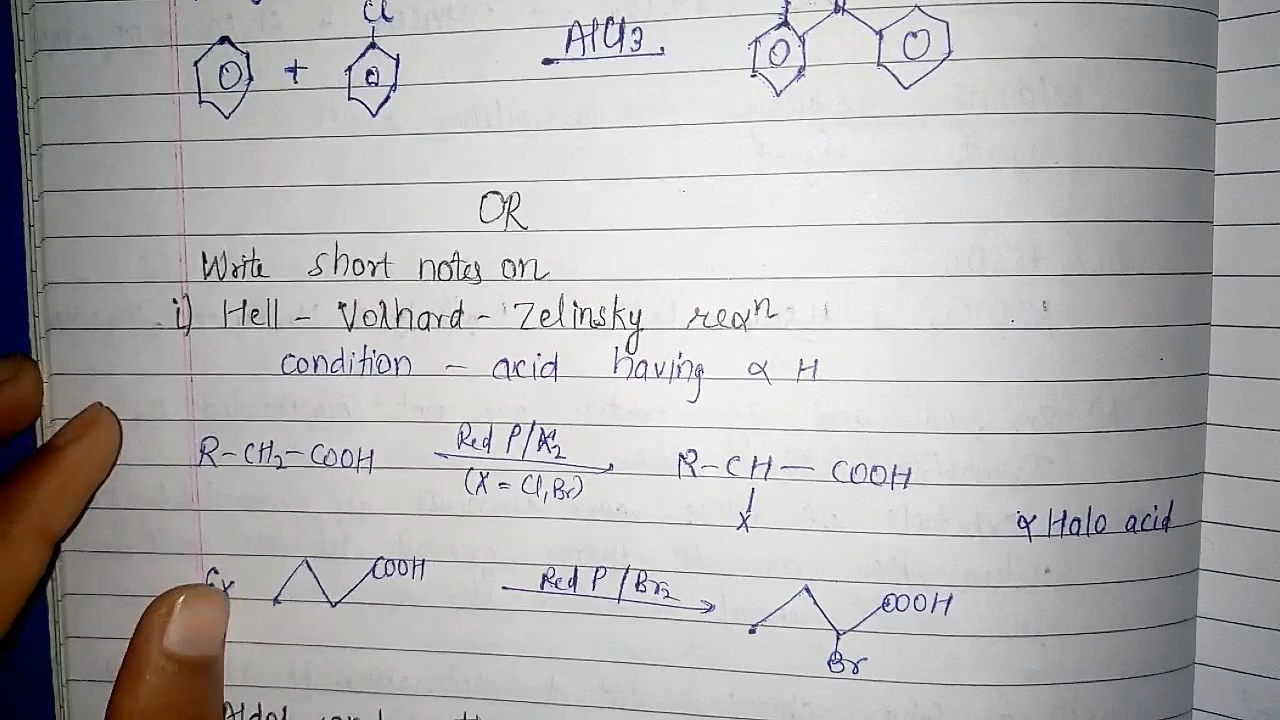 Cl
+ AlCl3
OR
Write short notes on
i) Hell - Volhard - Zelinsky reaxⁿ
condition - acid having α H
R-CH₂-COOH Red P/X₂ R-CH-COOH
(X = Cl, Br)
X
α Halo acid
COOH Red P/Br₂ COOH
Br